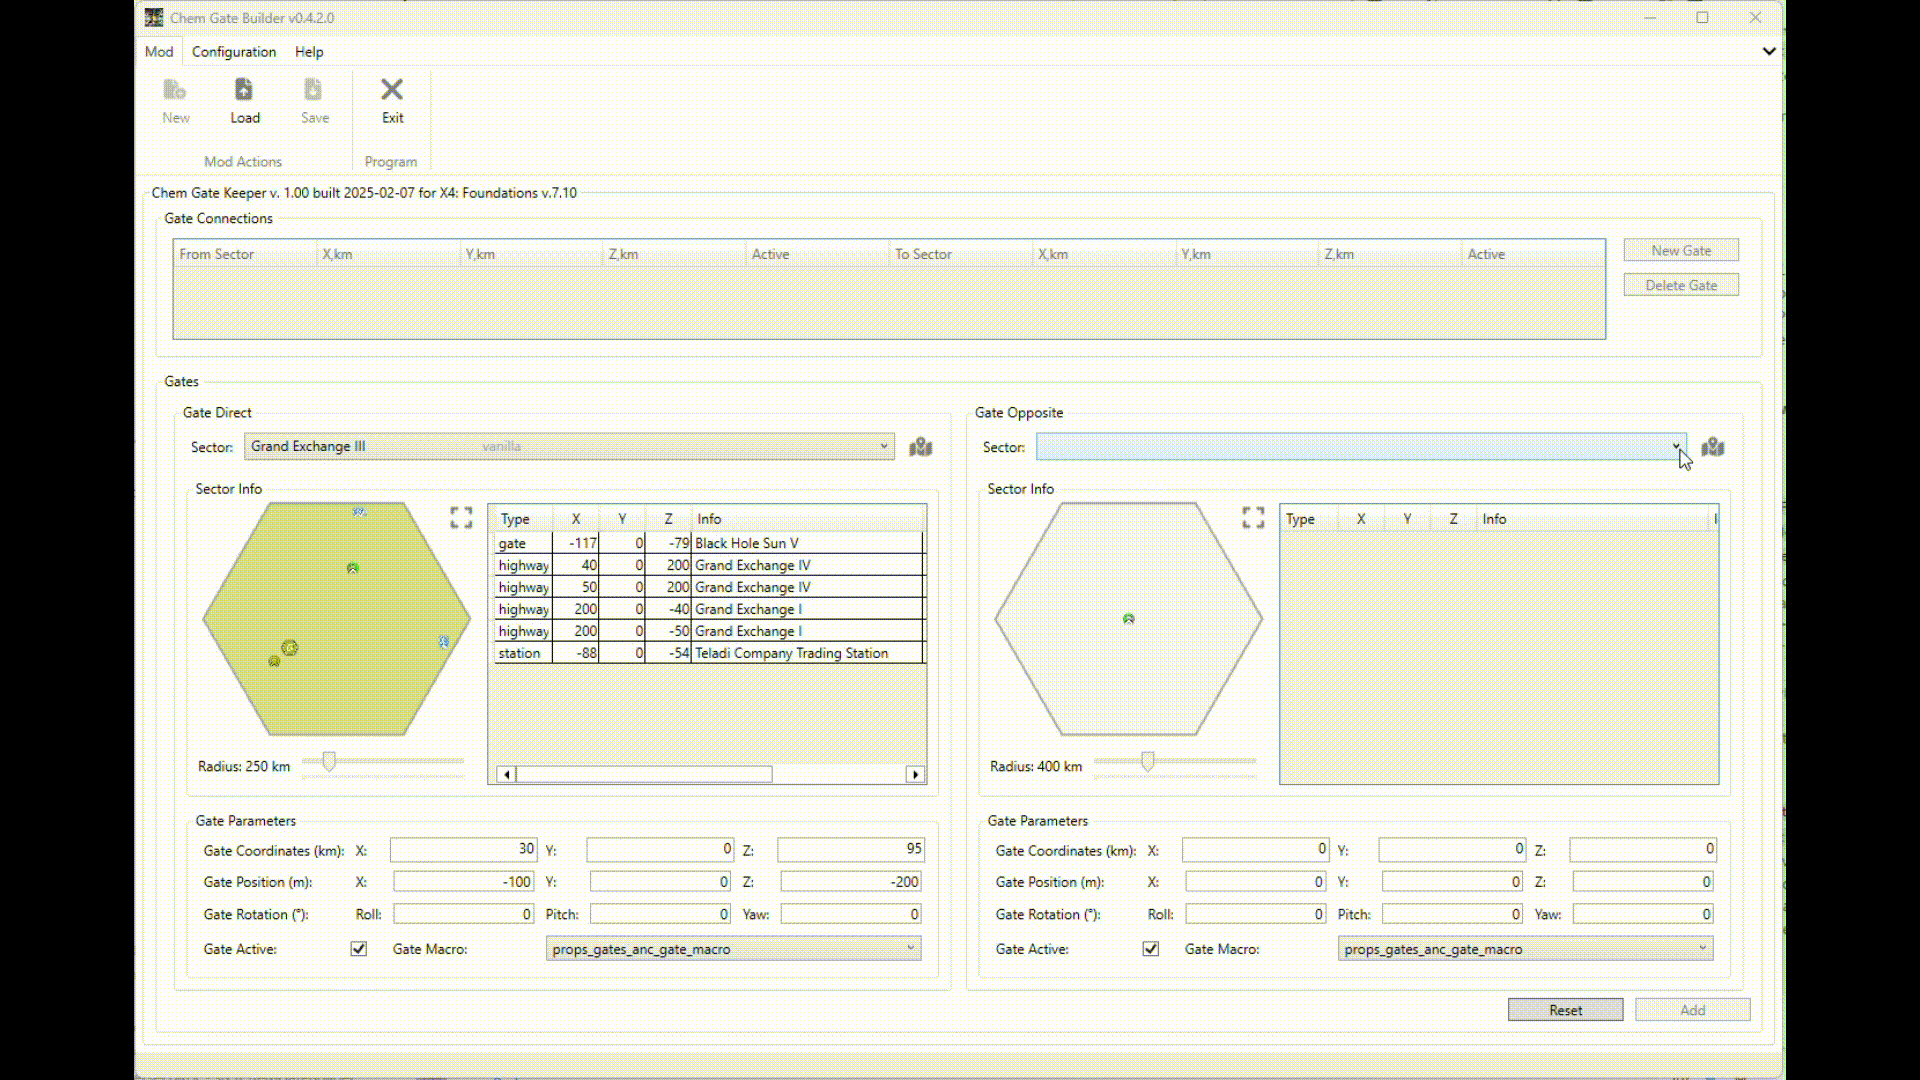 Chem Gate Builder v0.4.2.0
Mod Configuration Help
New Load Save Exit
Mod Actions Program
Chem Gate Keeper v. 1.00 built 2025-02-07 for X4: Foundations v.7.10
Gate Connections
From Sector X,km Y,km Z,km Active To Sector X,km Y,km Z,km Active
New Gate
Delete Gate
Gates
Gate Direct
Sector: Grand Exchange III vanilla
Sector Info
Type X Y Z Info
gate -117 0 -79 Black Hole Sun V
highway 40 0 200 Grand Exchange IV
highway 50 0 200 Grand Exchange IV
highway 200 0 -40 Grand Exchange I
highway 200 0 -50 Grand Exchange I
station -88 0 -54 Teladi Company Trading Station
Radius: 250 km
Gate Parameters
Gate Coordinates (km): X: 30 Y: 0 Z: 95
Gate Position (m): X: -100 Y: 0 Z: -200
Gate Rotation (°): Roll: 0 Pitch: 0 Yaw: 0
Gate Active: Gate Macro: props_gates_anc_gate_macro
Gate Opposite
Sector:
Sector Info
Type X Y Z Info
Radius: 400 km
Gate Parameters
Gate Coordinates (km): X: 0 Y: 0 Z: 0
Gate Position (m): X: 0 Y: 0 Z: 0
Gate Rotation (°): Roll: 0 Pitch: 0 Yaw: 0
Gate Active: Gate Macro: props_gates_anc_gate_macro
Reset Add